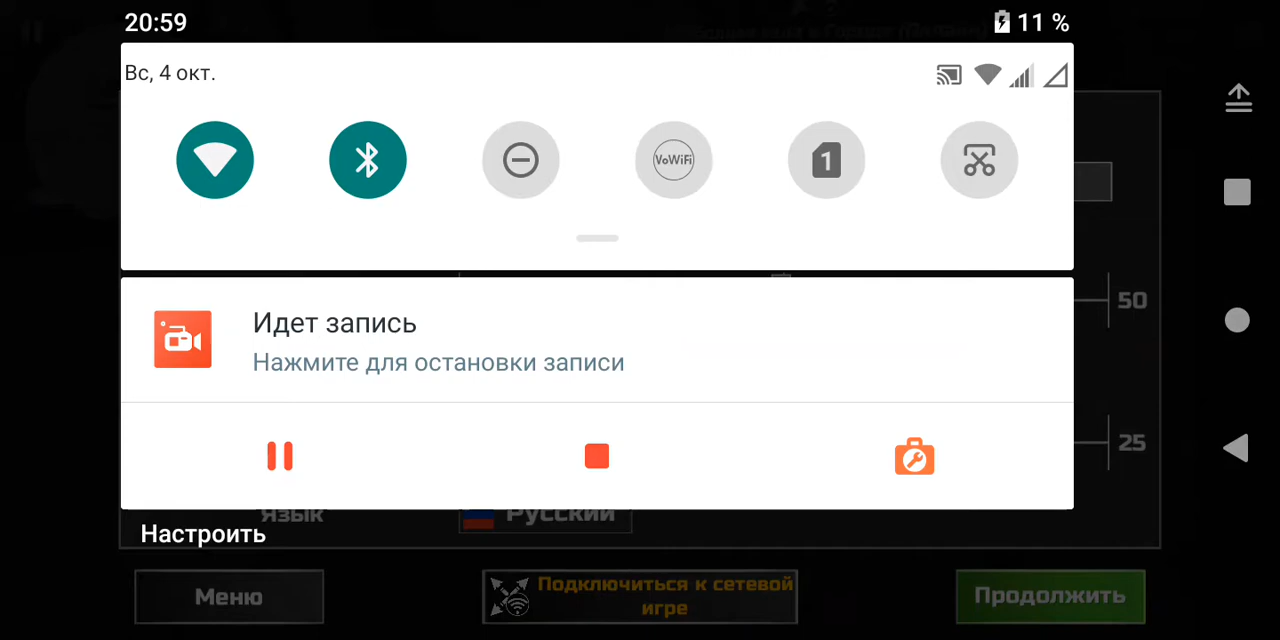 20:59
11 %
Вс, 4 окт.
VoWiFi
1
50
Идет запись
Нажмите для остановки записи
25
Язык
Русский
Настроить
Меню
Подключиться к сетевой
игре
Продолжить